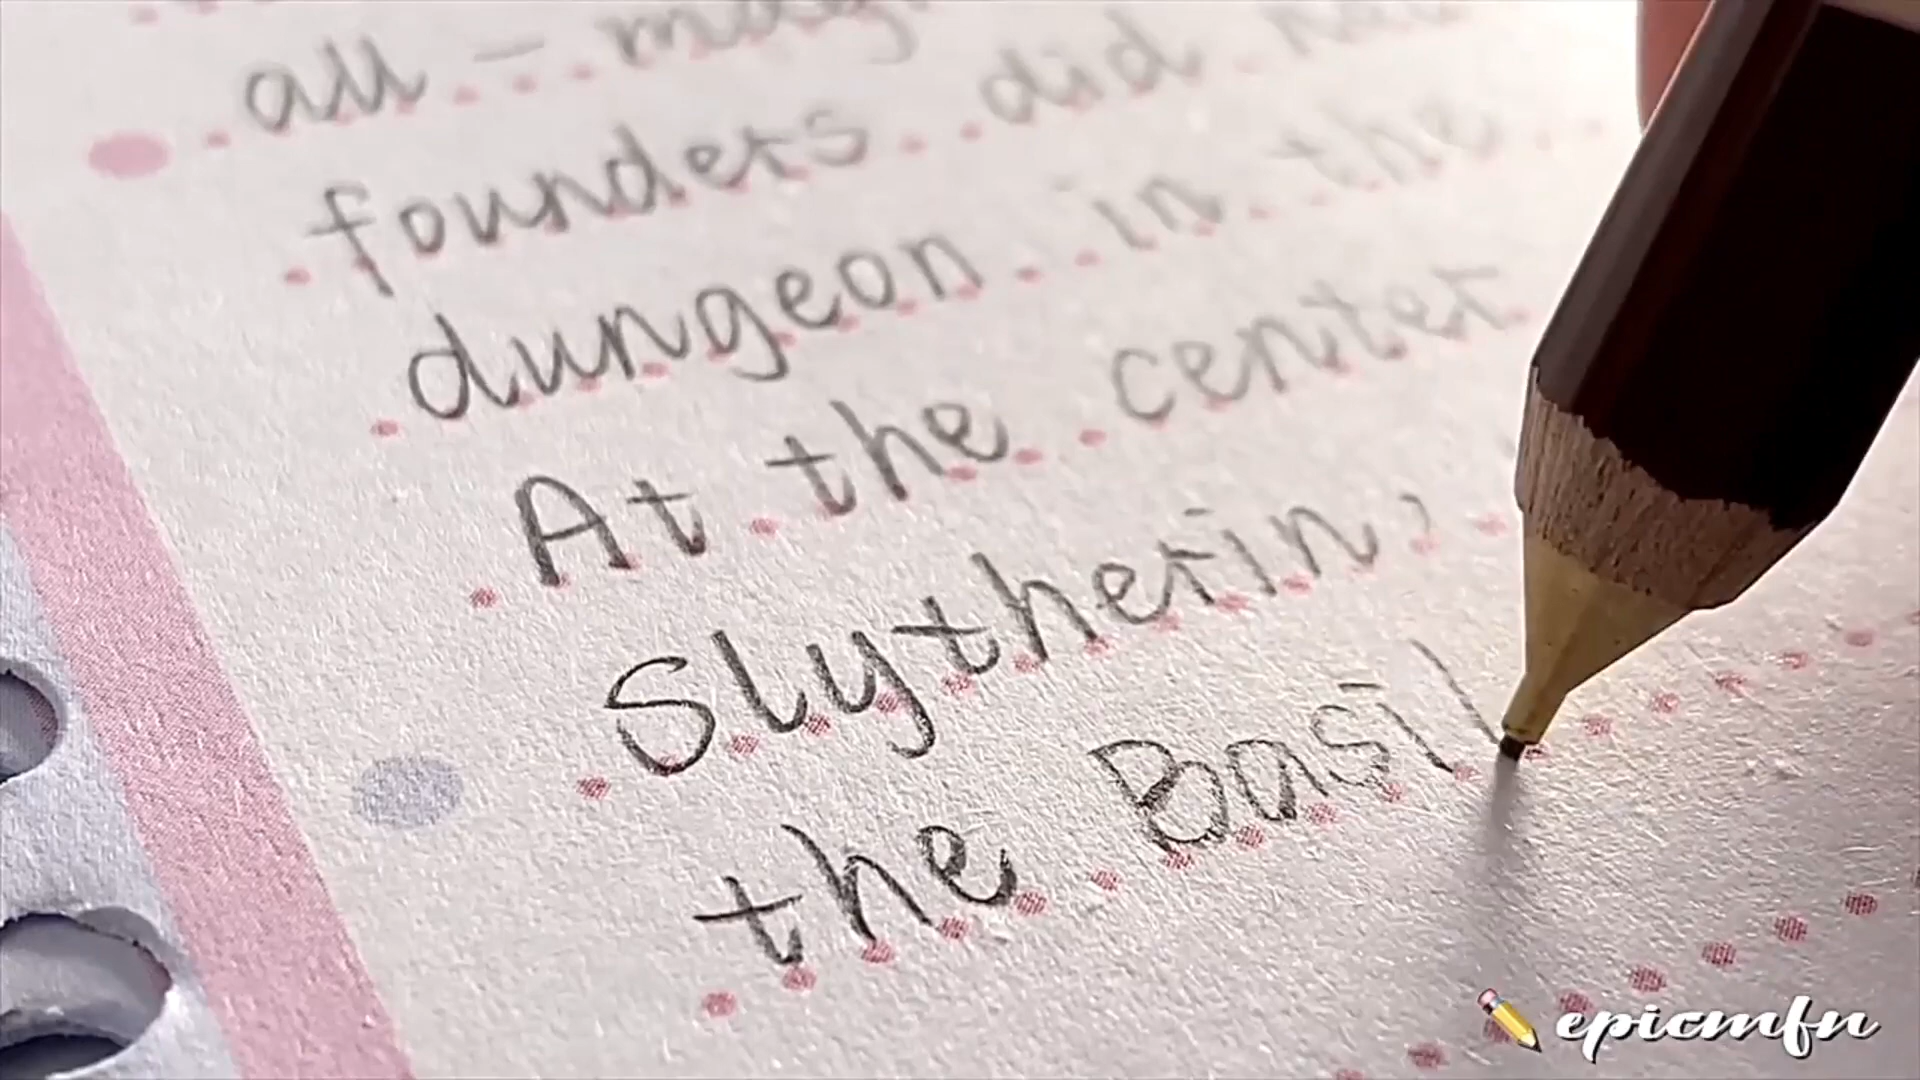 all - 
founders did
dungeon in the
At the center
Slytherin,
the Basil
epicmfn